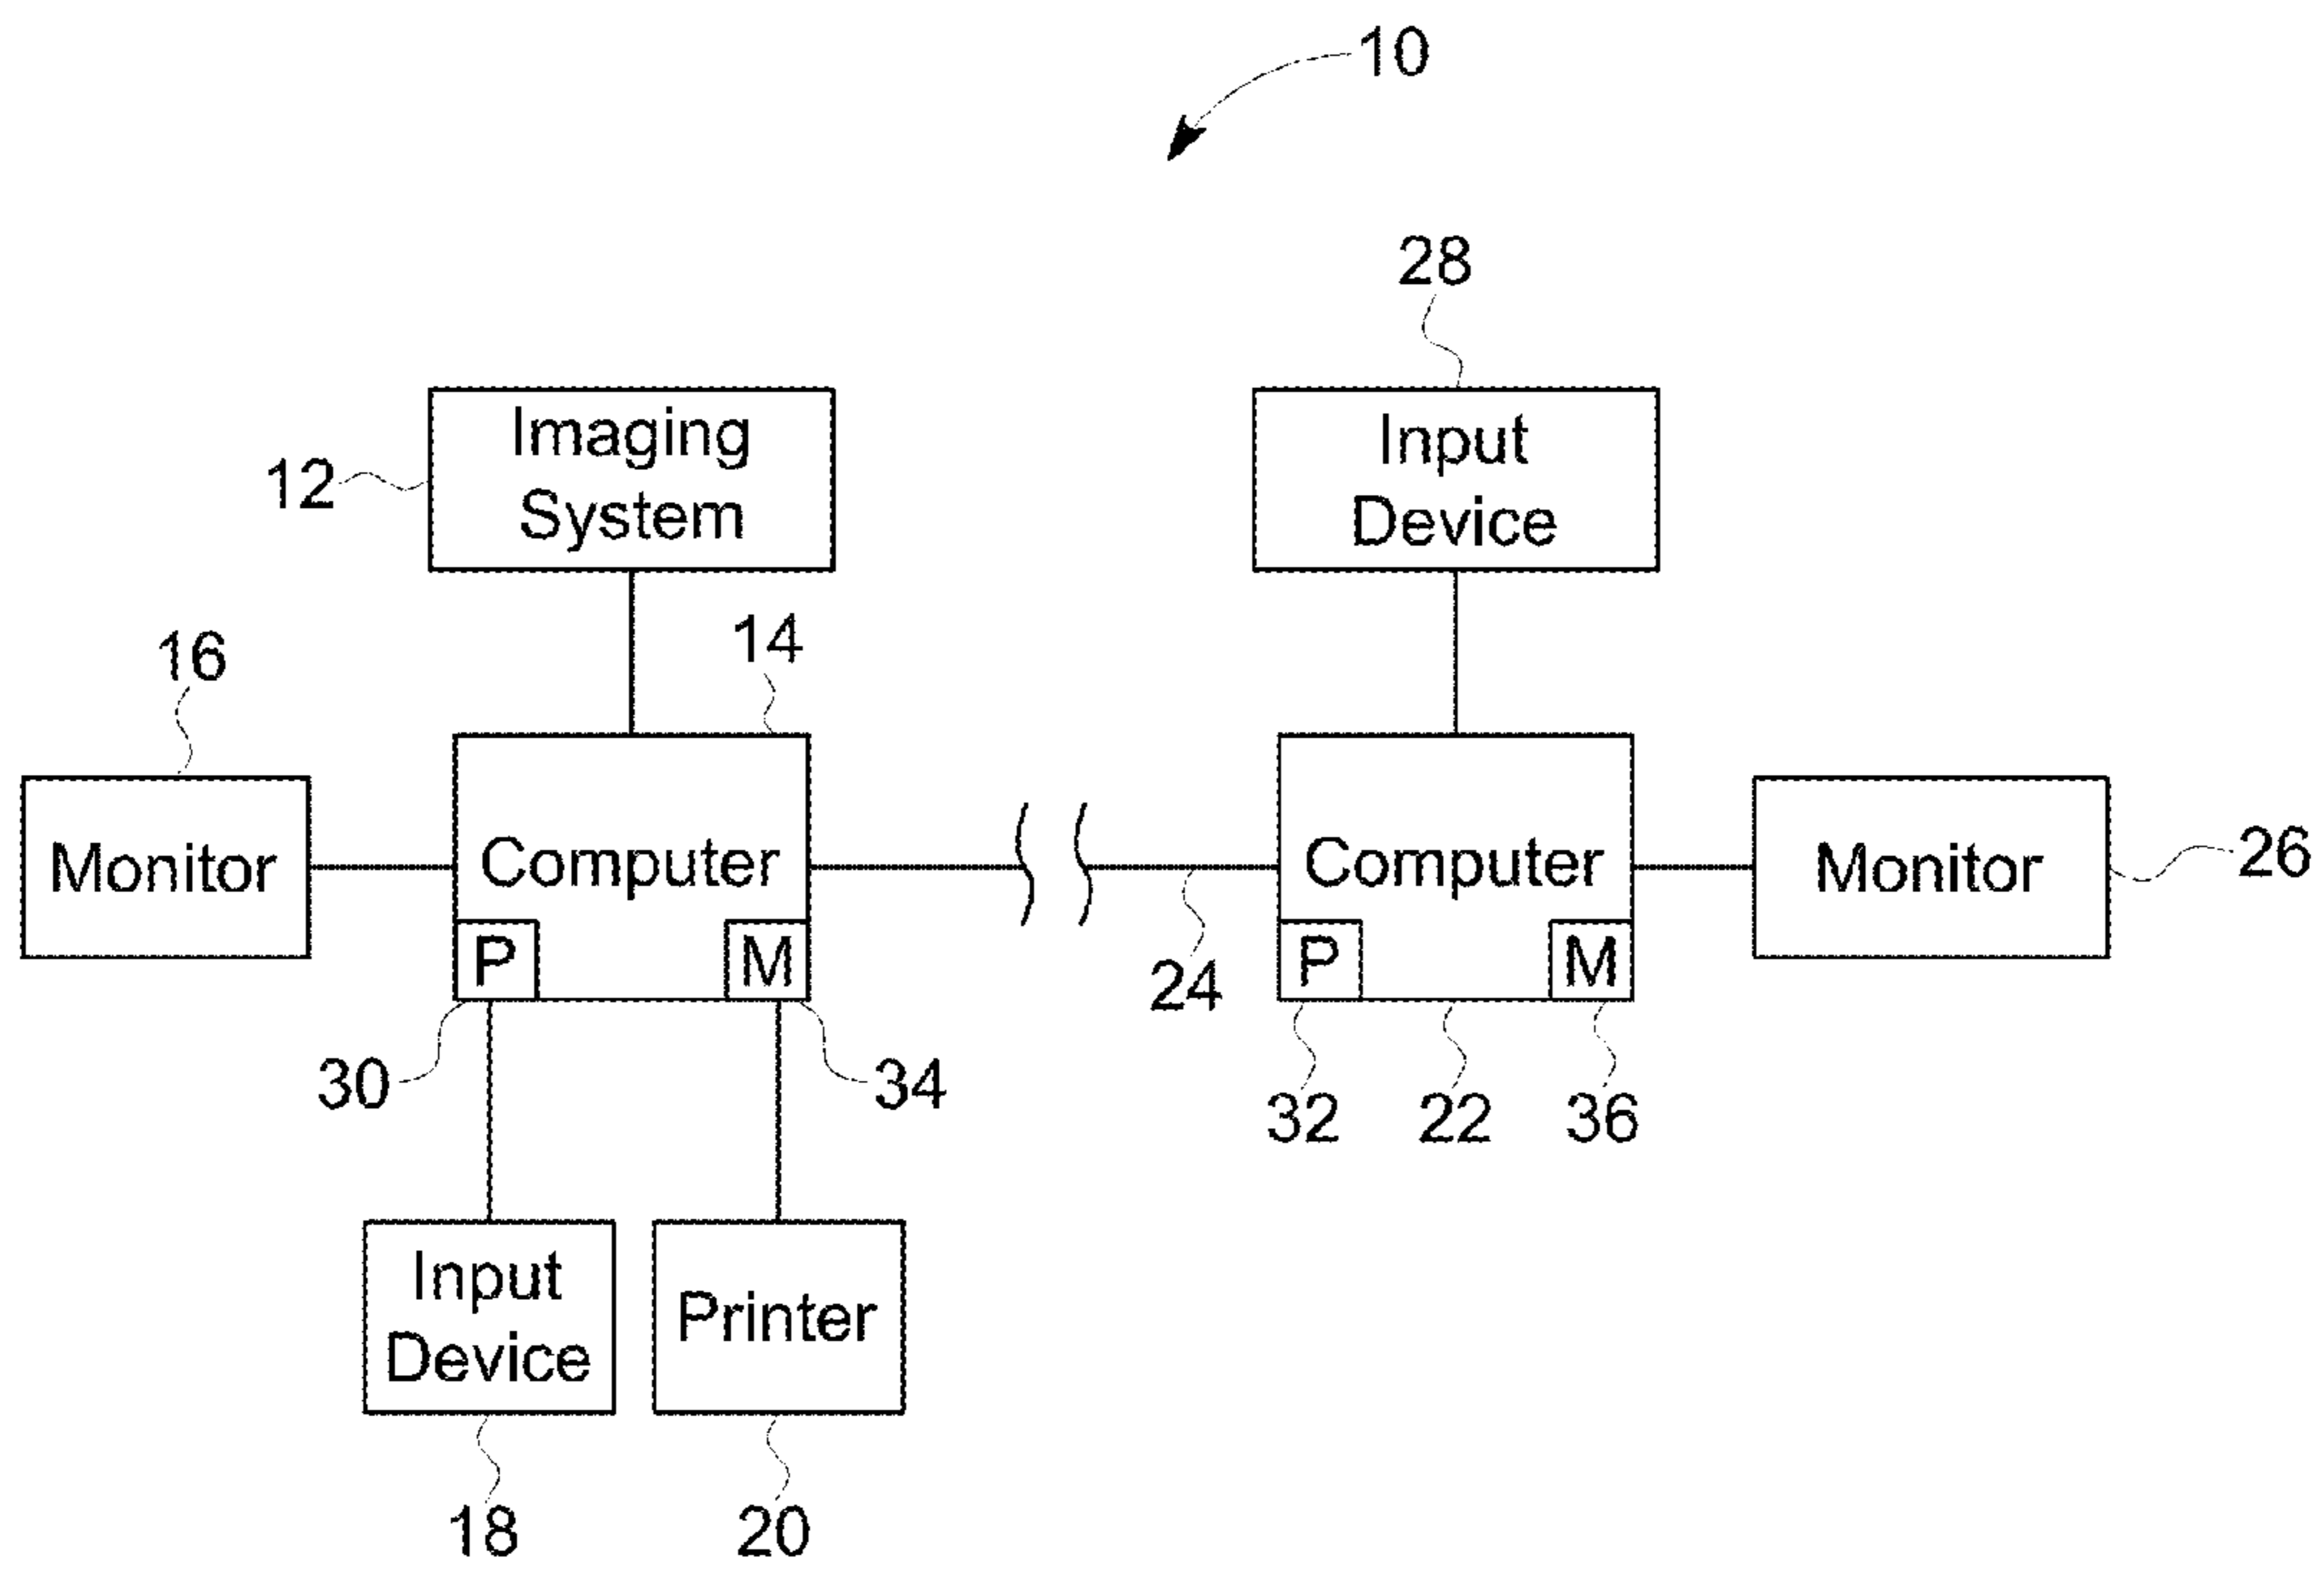 10
28
Imaging
System
12
Input
Device
16
14
Monitor
Computer
P
M
24
Computer
P
M
Monitor
26
30
34
32
22
36
Input
Device
Printer
18
20